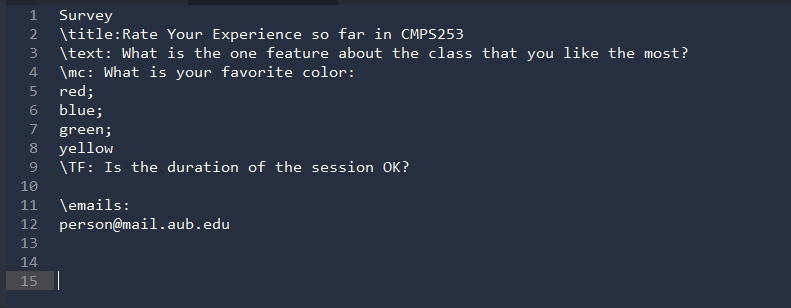 1 Survey
2 \title:Rate Your Experience so far in CMPS253
3 \text: What is the one feature about the class that you like the most?
4 \mc: What is your favorite color:
5 red;
6 blue;
7 green;
8 yellow
9 \TF: Is the duration of the session OK?
10
11 \emails:
12 person@mail.aub.edu
13
14
15